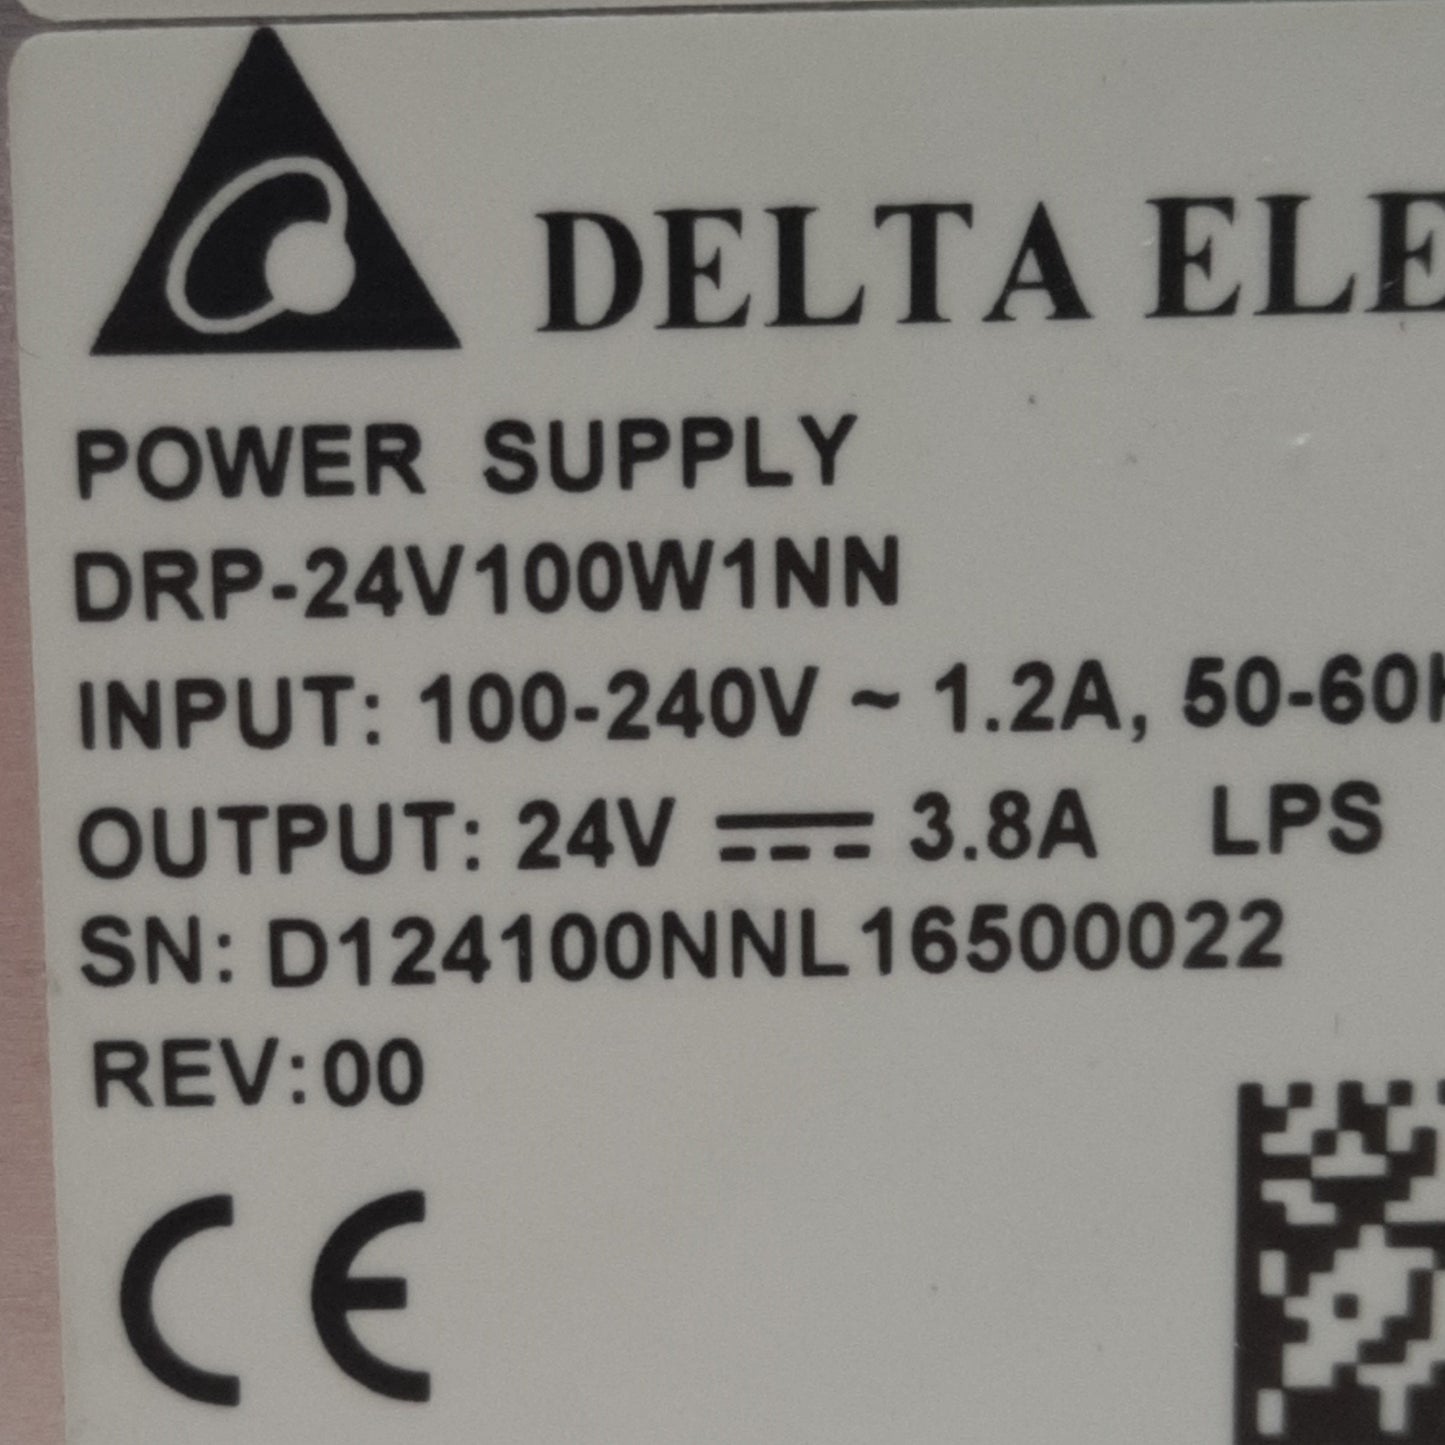 DELTA ELE
POWER SUPPLY
DRP-24V100W1NN
INPUT: 100-240V ~ 1.2A, 50-60
OUTPUT: 24V ⎓ 3.8A LPS
SN: D124100NNL16500022
REV:00
CE